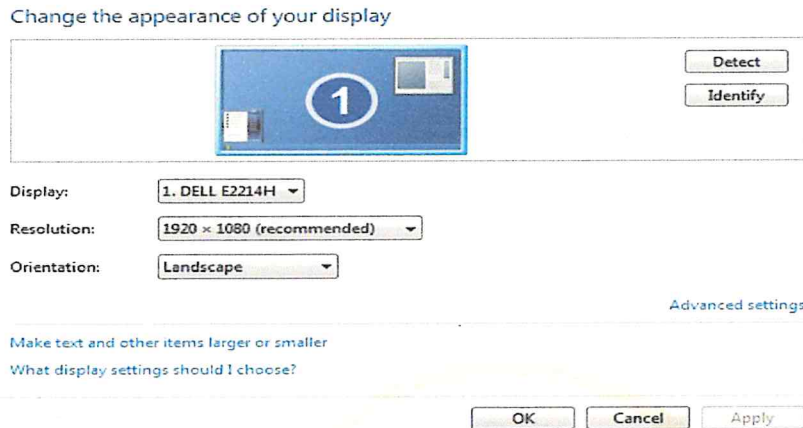 Change the appearance of your display
1
Detect
Identify
Display: 1. DELL E2214H
Resolution: 1920 × 1080 (recommended)
Orientation: Landscape
Advanced settings
Make text and other items larger or smaller
What display settings should I choose?
OK Cancel Apply